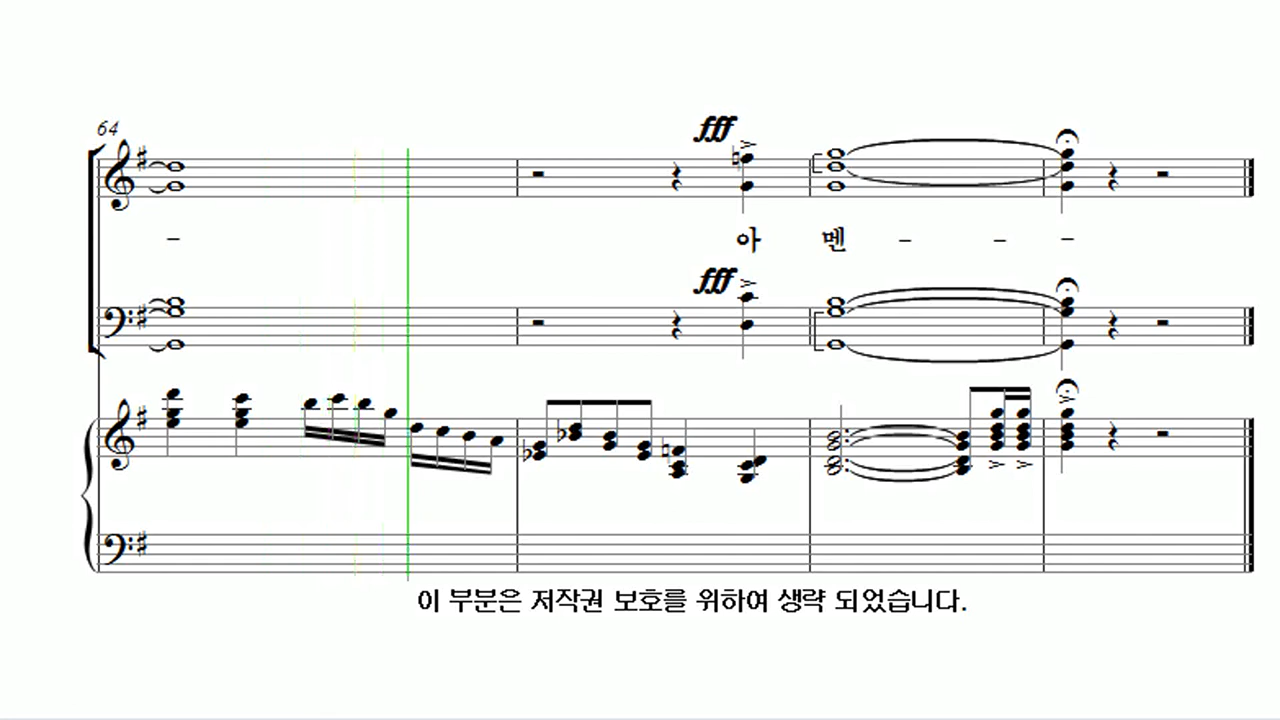 64
fff
- 아 멘 - - -
fff
이 부분은 저작권 보호를 위하여 생략 되었습니다.